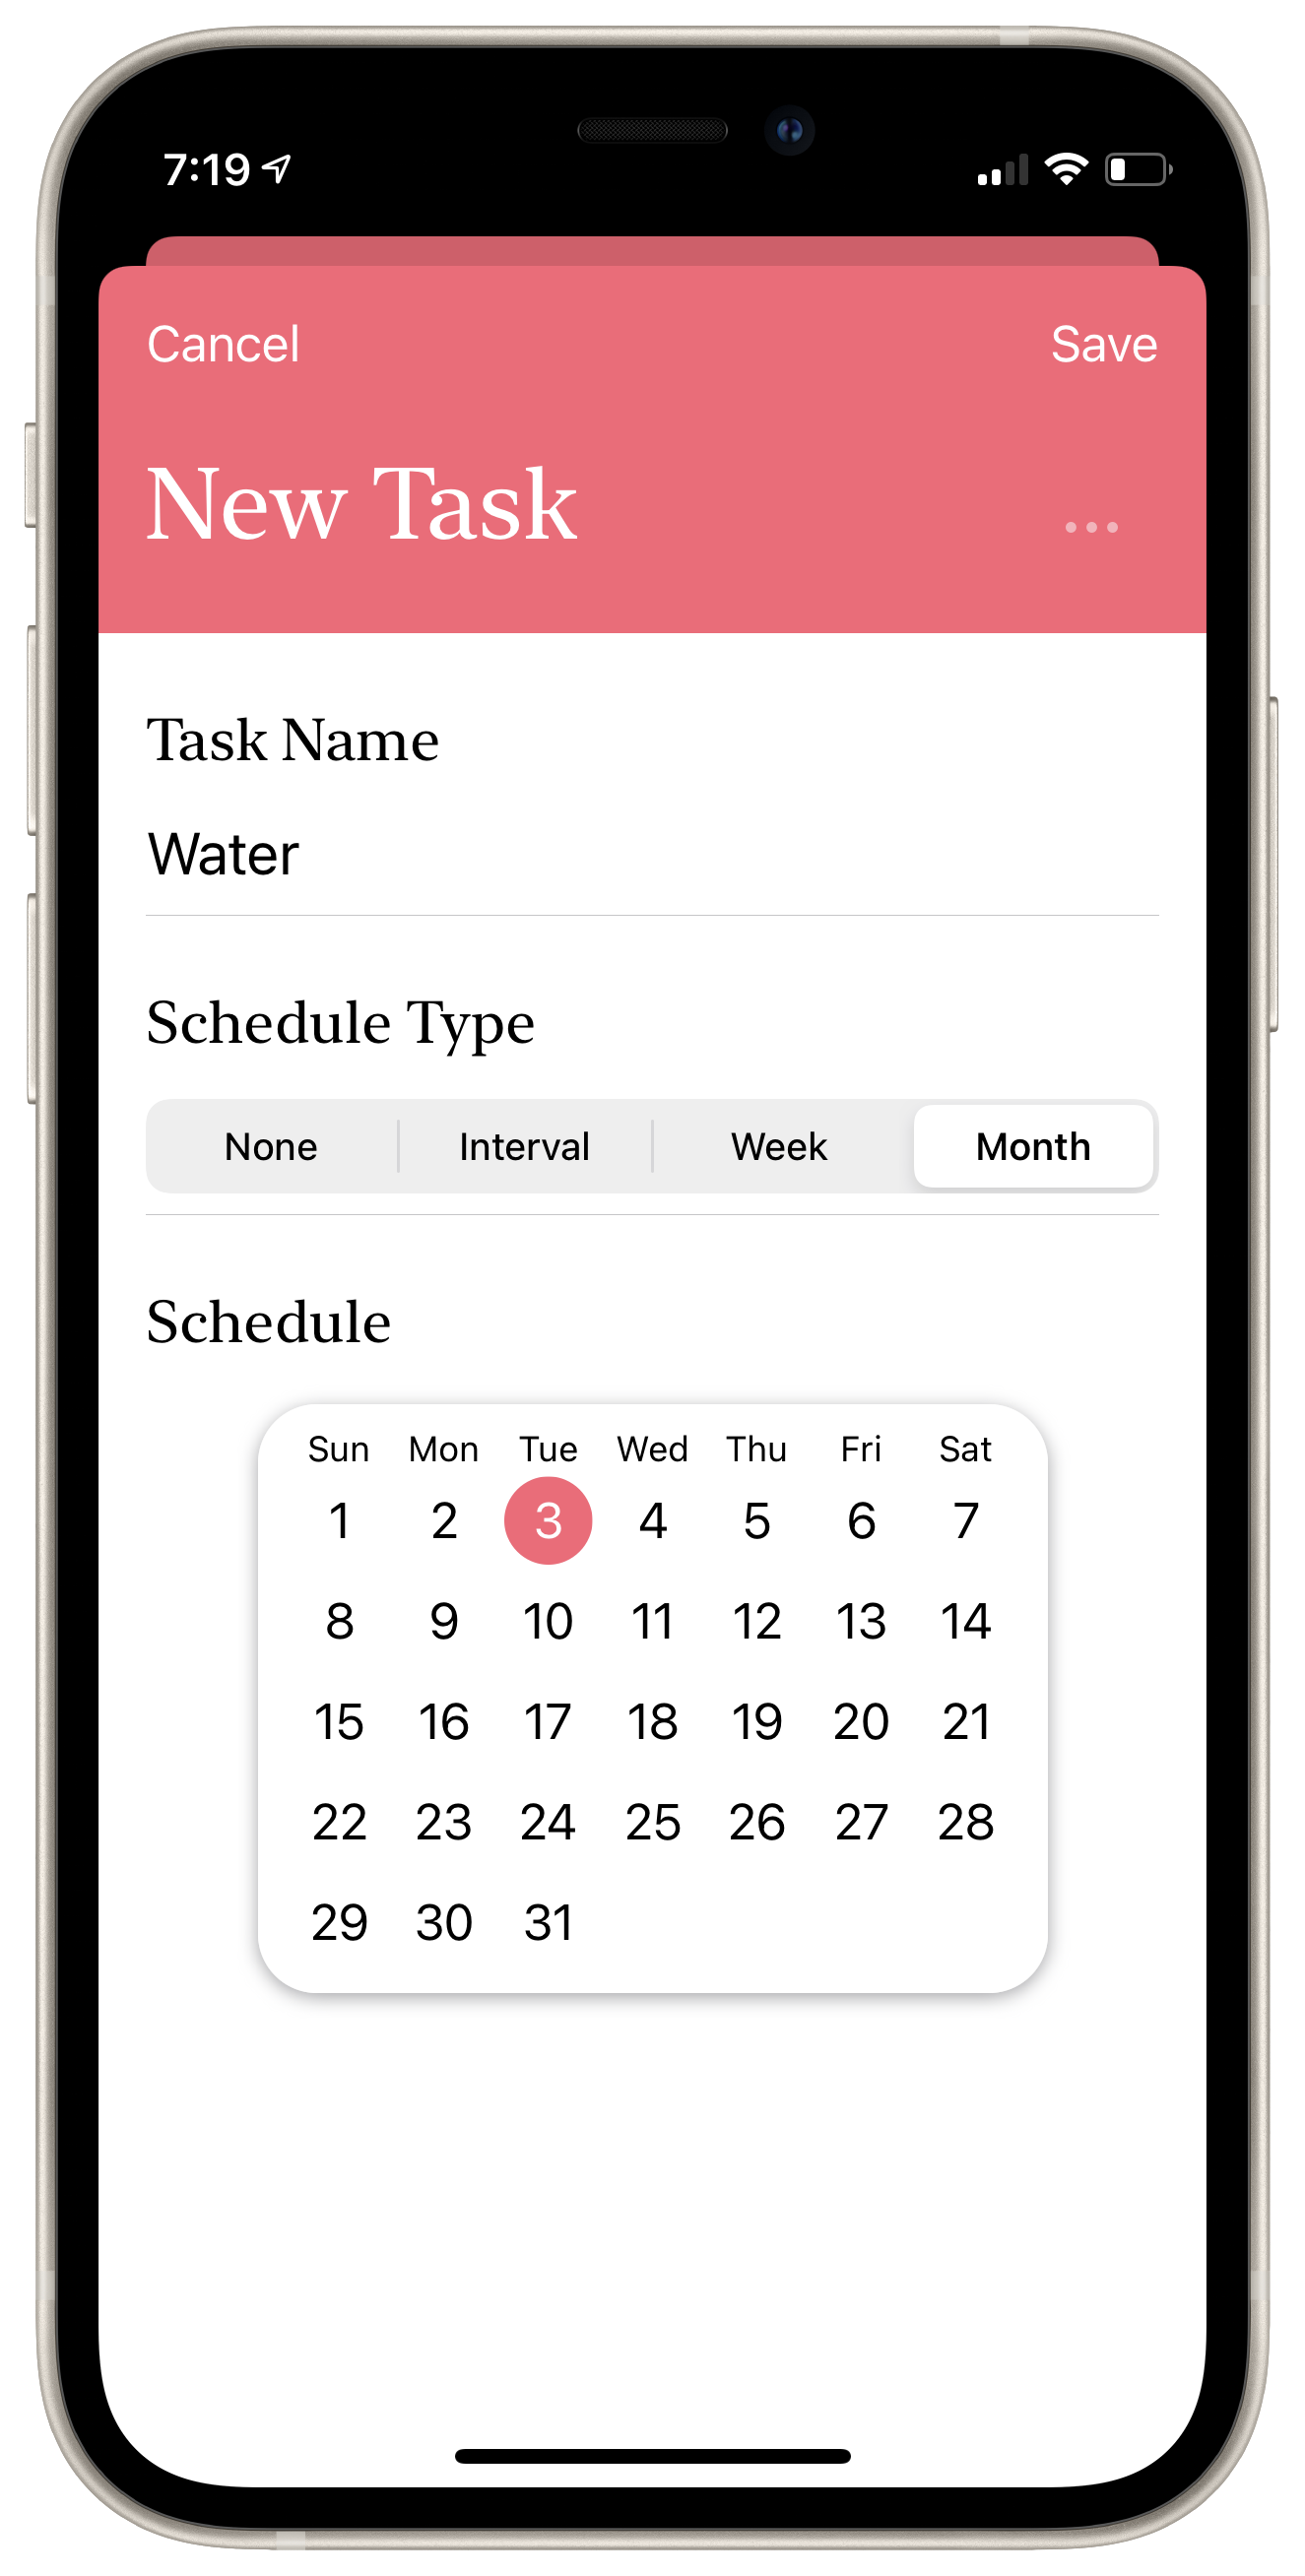 7:19
Cancel Save
New Task
Task Name
Water
Schedule Type
None Interval Week Month
Schedule
Sun Mon Tue Wed Thu Fri Sat
1 2 3 4 5 6 7
8 9 10 11 12 13 14
15 16 17 18 19 20 21
22 23 24 25 26 27 28
29 30 31